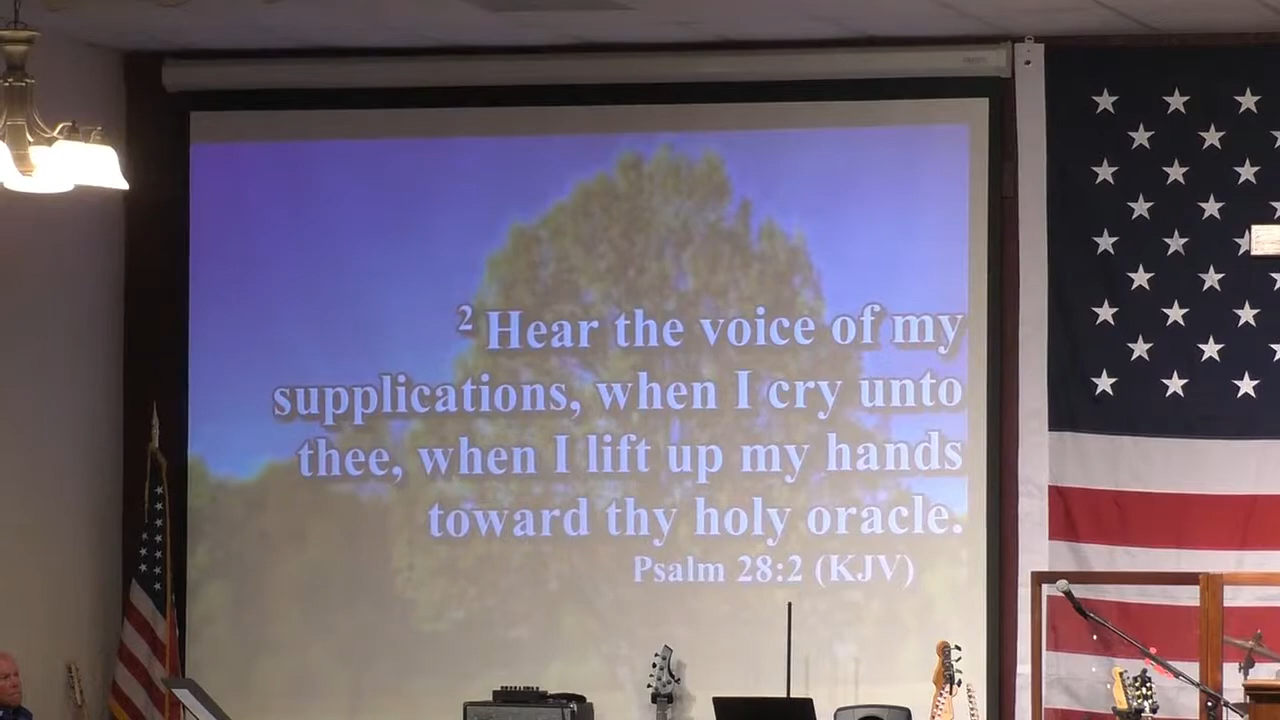 2 Hear the voice of my
supplications, when I cry unto
thee, when I lift up my hands
toward thy holy oracle.
Psalm 28:2 (KJV)